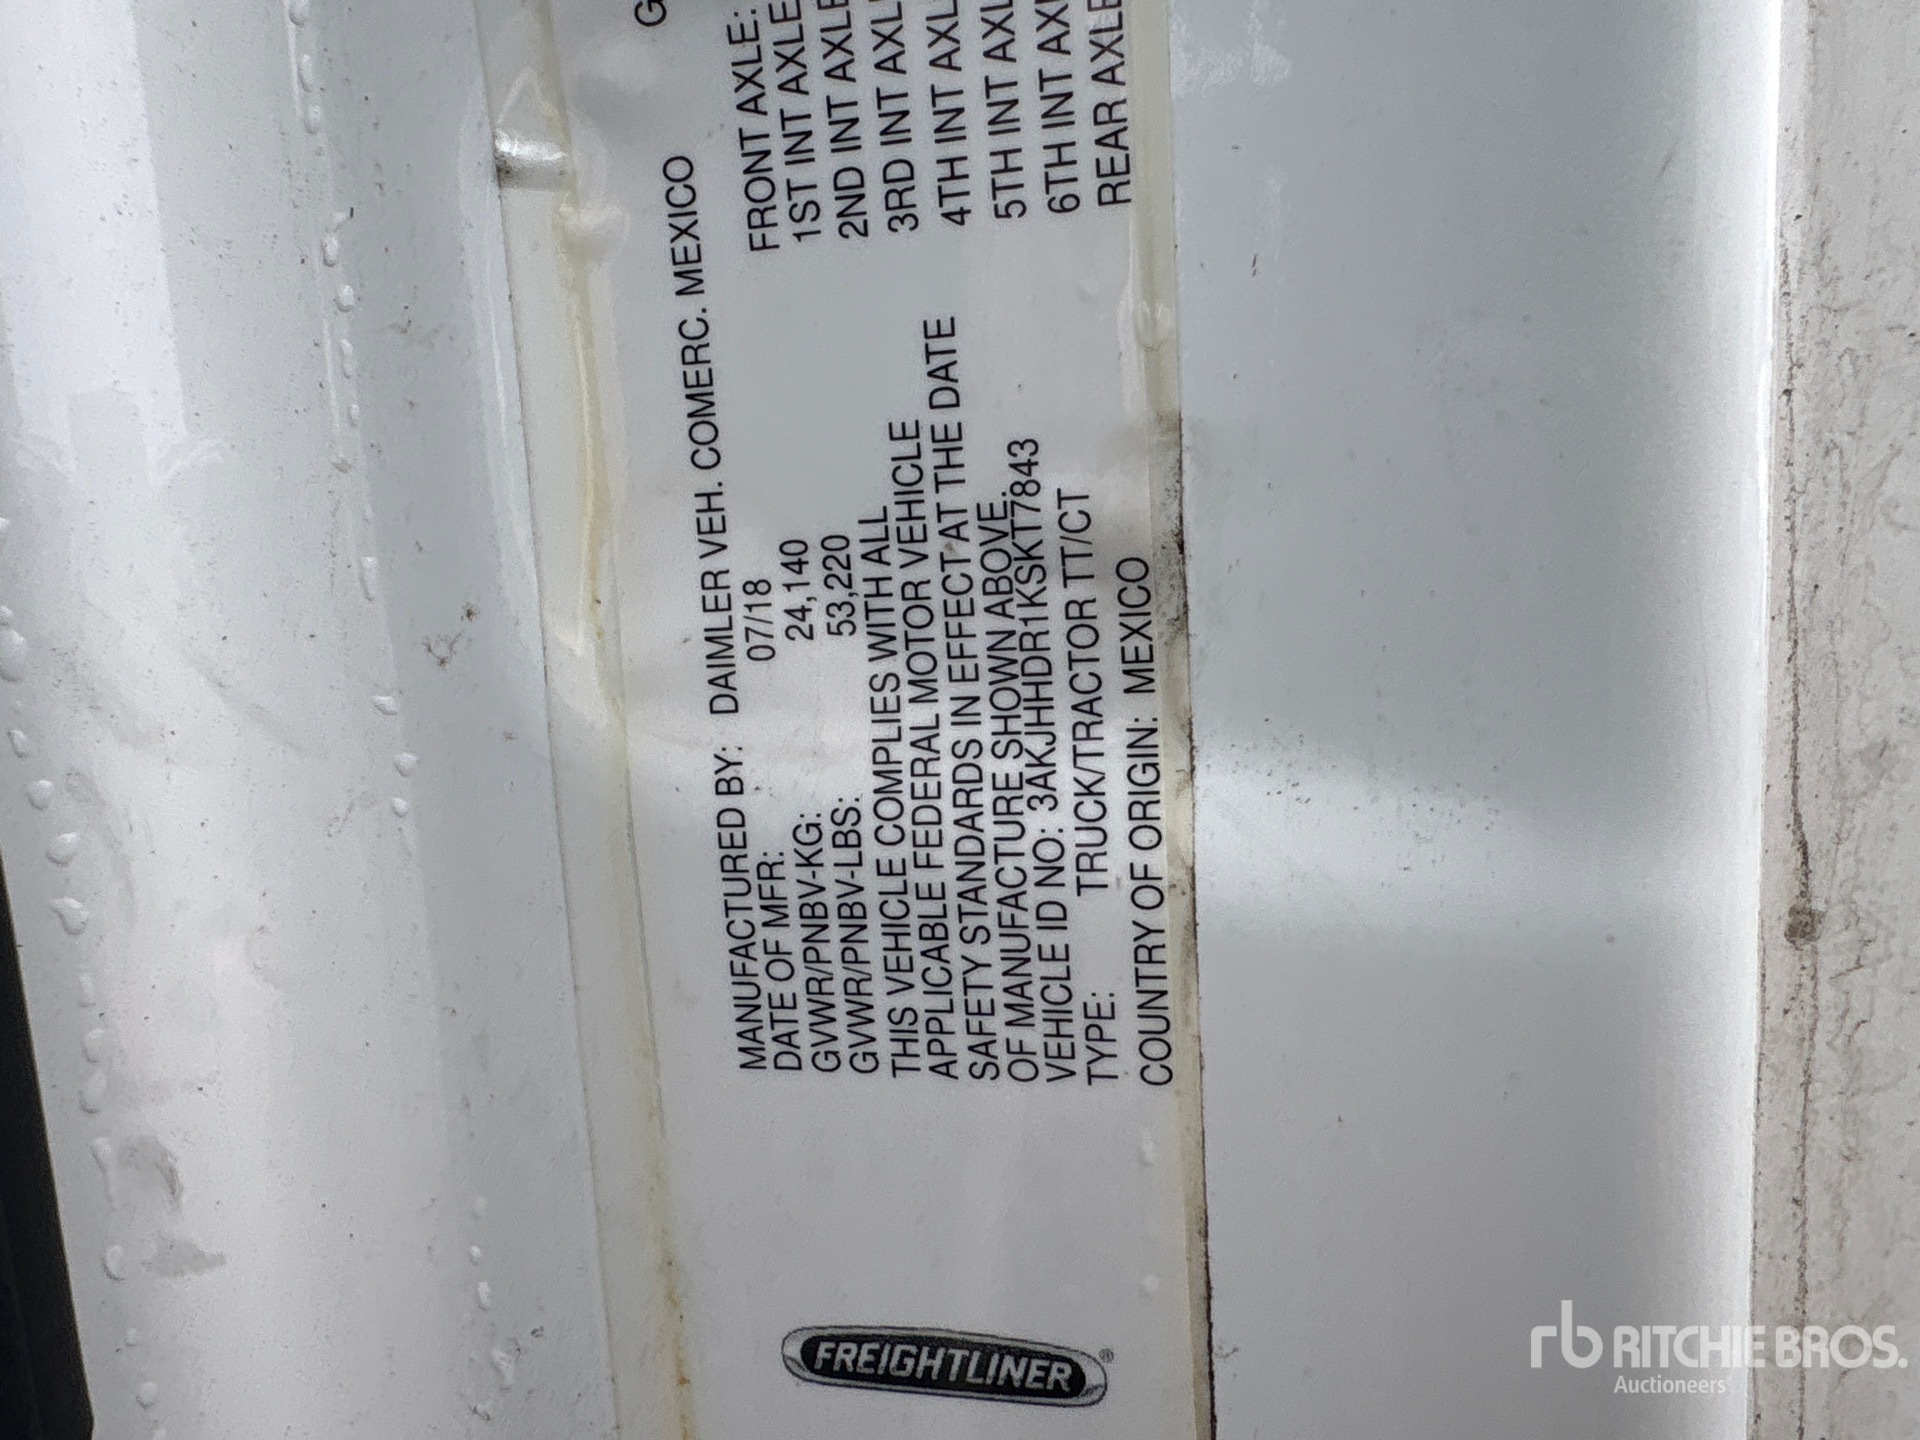 MANUFACTURED BY: DAIMLER VEH. COMERC. MEXICO
DATE OF MFR: 07/18
GVWR/PNBV-KG: 24,140
GVWR/PNBV-LBS: 53,220
THIS VEHICLE COMPLIES WITH ALL
APPLICABLE FEDERAL MOTOR VEHICLE
SAFETY STANDARDS IN EFFECT AT THE DATE
OF MANUFACTURE SHOWN ABOVE.
VEHICLE ID NO: 3AKJHHDR1KSKT7843
TYPE: TRUCK/TRACTOR TT/CT
COUNTRY OF ORIGIN: MEXICO
G
FRONT AXLE:
1ST INT AXLE
2ND INT AXLE
3RD INT AXL
4TH INT AXL
5TH INT AXL
6TH INT AX
REAR AXLE
FREIGHTLINER®
rb RITCHIE BROS.
Auctioneers